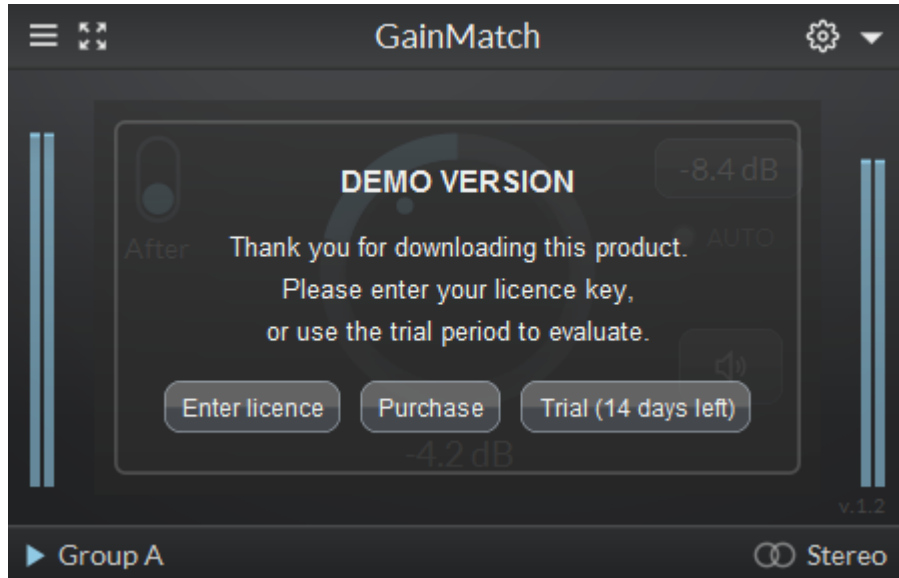 GainMatch
DEMO VERSION
-8.4 dB
After
AUTO
Thank you for downloading this product.
Please enter your licence key,
or use the trial period to evaluate.
Enter licence
Purchase
Trial (14 days left)
-4.2 dB
v.1.2
Group A
Stereo